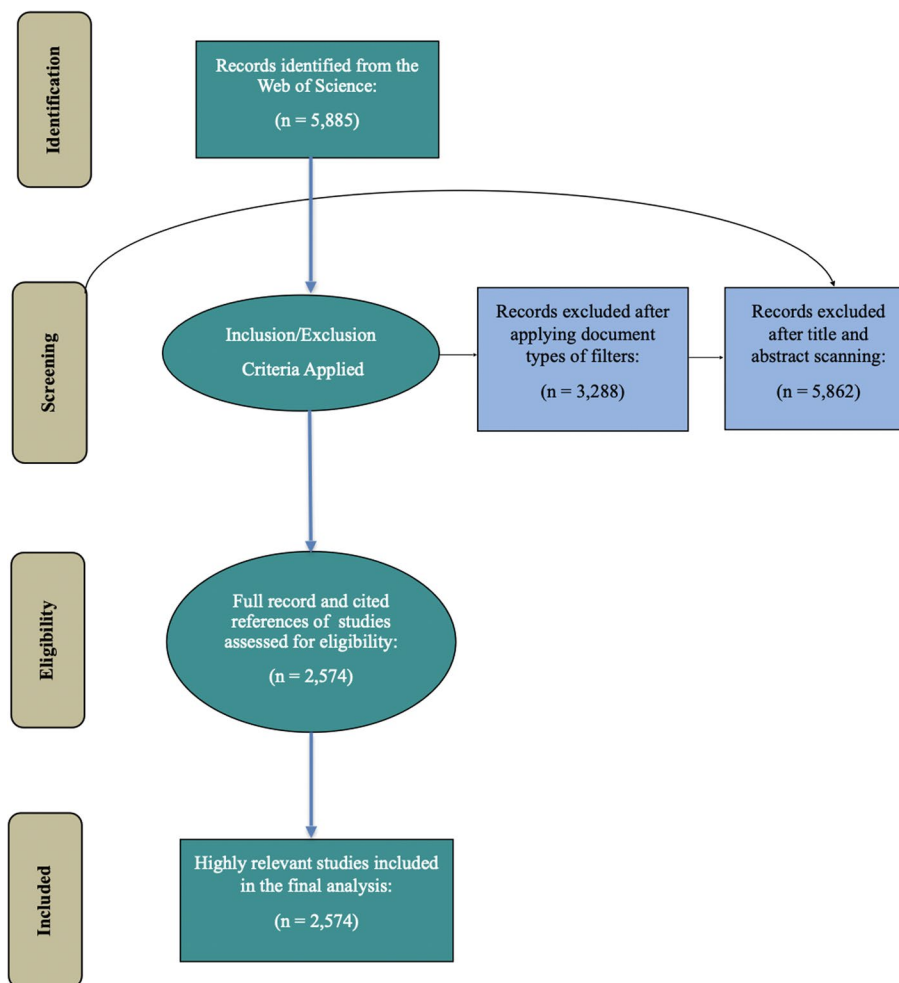 Identification
Records identified from the
Web of Science:
(n = 5,885)
Screening
Inclusion/Exclusion
Criteria Applied
Records excluded after
applying document
types of filters:
(n = 3,288)
Records excluded
after title and
abstract scanning:
(n = 5,862)
Eligibility
Full record and cited
references of studies
assessed for eligibility:
(n = 2,574)
Included
Highly relevant studies included
in the final analysis:
(n = 2,574)